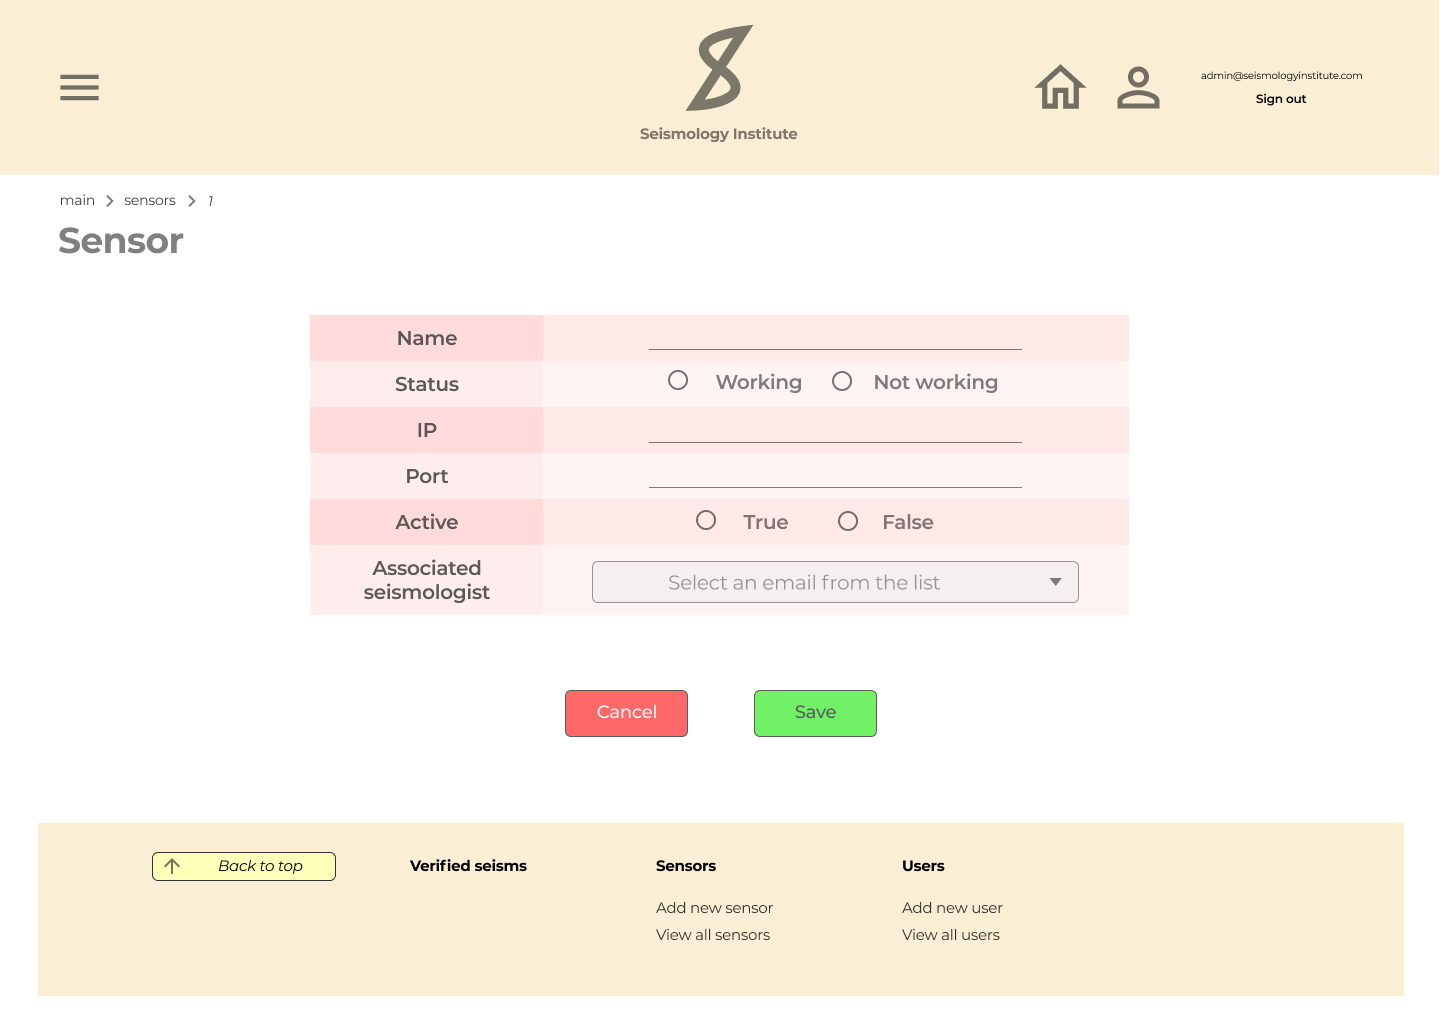 Seismology Institute
admin@seismologyinstitute.com
Sign out
main sensors 1
Sensor
Name
Status Working Not working
IP
Port
Active True False
Associated
seismologist
Select an email from the list
Cancel Save
Back to top Verified seisms Sensors Users
Add new sensor Add new user
View all sensors View all users